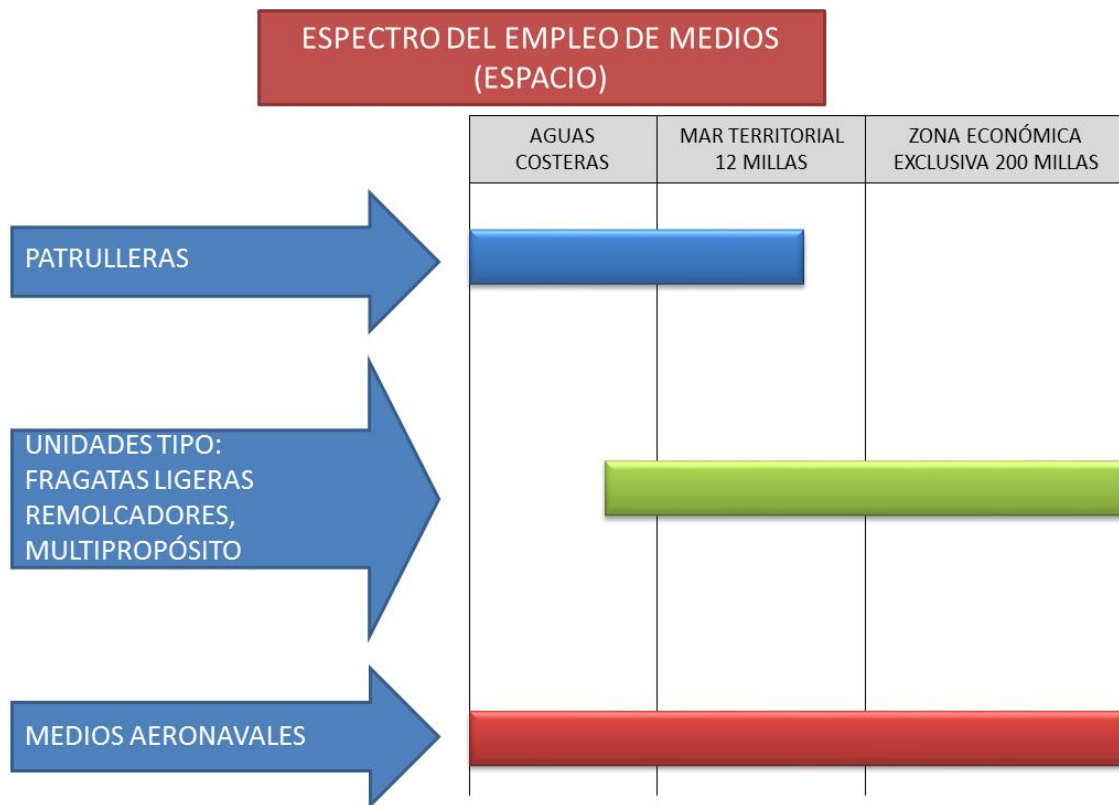 ESPECTRO DEL EMPLEO DE MEDIOS
(ESPACIO)
AGUAS
COSTERAS
MAR TERRITORIAL
12 MILLAS
ZONA ECONÓMICA
EXCLUSIVA 200 MILLAS
PATRULLERAS
UNIDADES TIPO:
FRAGATAS LIGERAS
REMOLCADORES,
MULTIPROPÓSITO
MEDIOS AERONAVALES